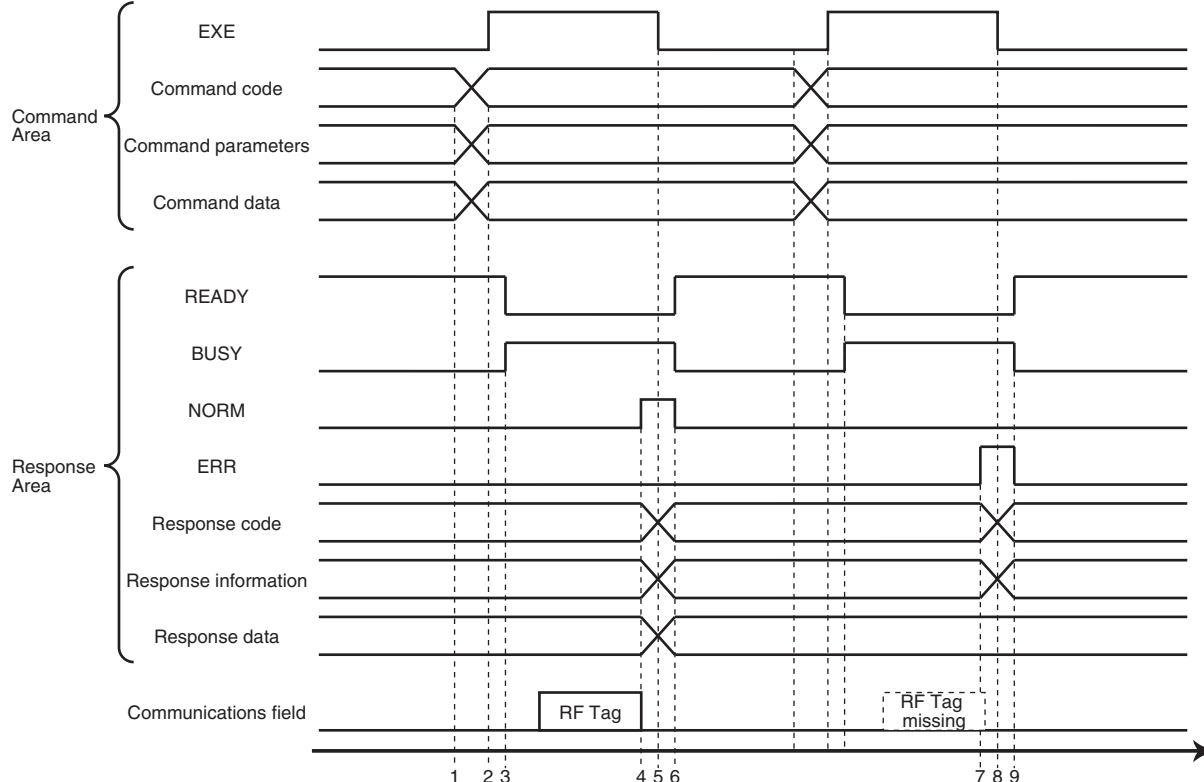 EXE
Command code
Command
Area
Command parameters
Command data
READY
BUSY
NORM
Response
Area
ERR
Response code
Response information
Response data
Communications field
RF Tag
RF Tag
missing
1 2 3 4 5 6 7 8 9